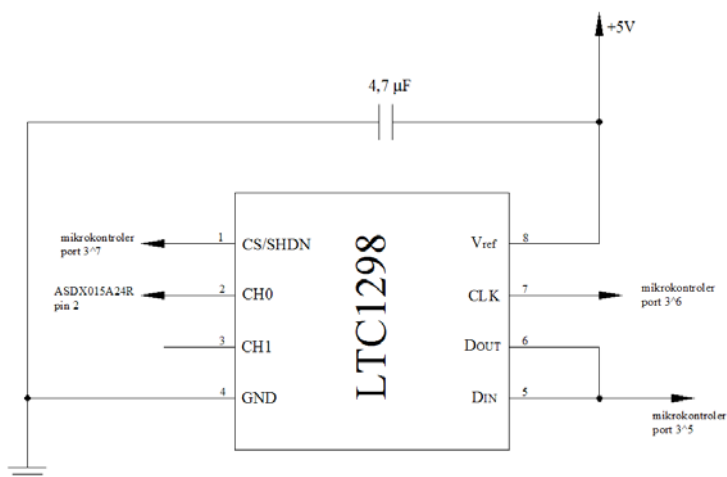 +5V
4,7 µF
mikrokontroler
port 3^7
1
CS/SHDN
ASDX015A24R
pin 2
2
CH0
3
CH1
4
GND
LTC1298
Vref
8
CLK
7
mikrokontroler
port 3^6
DOUT
6
DIN
5
mikrokontroler
port 3^5